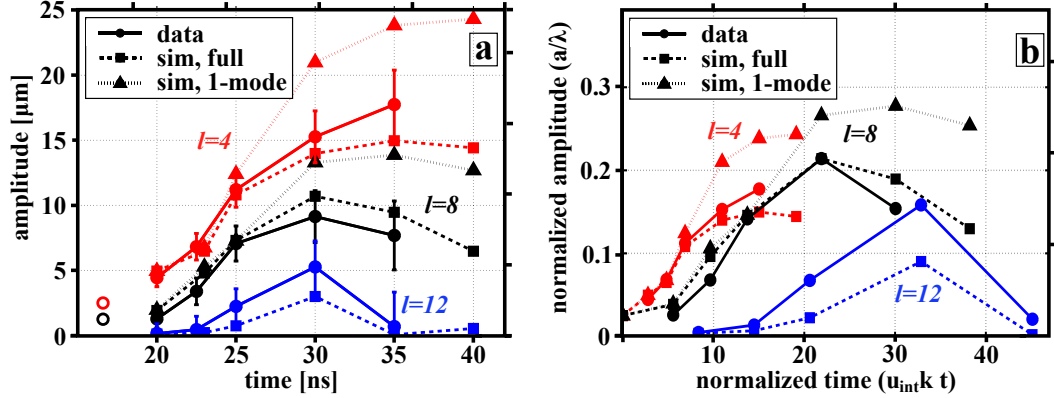 25
20
15
10
5
0
amplitude [µm]
20 25 30 35 40
time [ns]
data
sim, full
sim, 1-mode
a
l=4
l=8
l=12
0.3
0.2
0.1
0
normalized amplitude (a/λ)
10 20 30 40
normalized time (u_int k t)
data
sim, full
sim, 1-mode
b
l=4
l=8
l=12